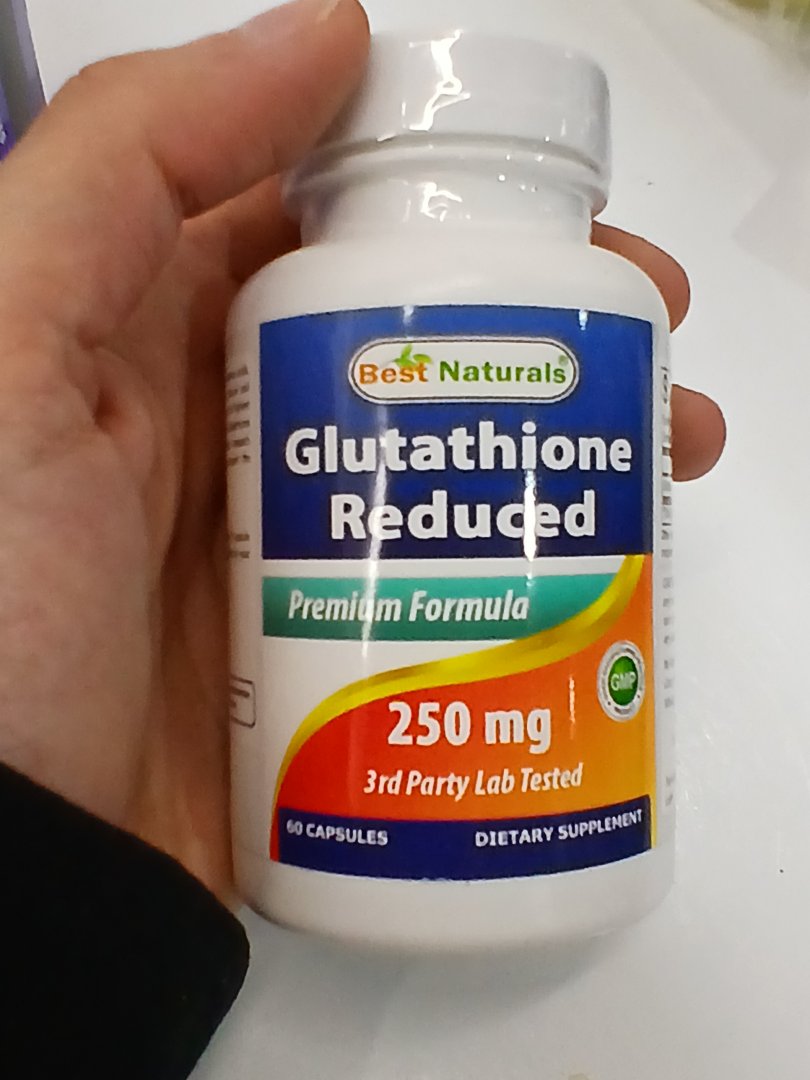 Best Naturals®
Glutathione
Reduced
Premium Formula
GMP
250 mg
3rd Party Lab Tested
60 CAPSULES
DIETARY SUPPLEMENT